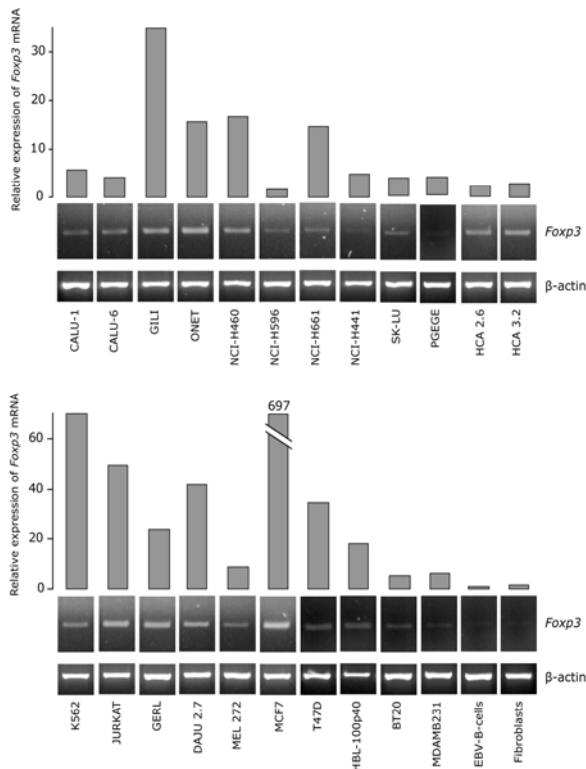 Relative expression of Foxp3 mRNA
30
20
10
0
Foxp3
β-actin
CALU-1
CALU-6
GILI
ONET
NCI-H460
NCI-H596
NCI-H661
NCI-H441
SK-LU
PGEGE
HCA 2.6
HCA 3.2
Relative expression of Foxp3 mRNA
697
60
40
20
0
Foxp3
β-actin
K562
JURKAT
GERL
DAJU 2.7
MEL 272
MCF7
T47D
HBL-100p40
BT20
MDAMB231
EBV-B-cells
Fibroblasts